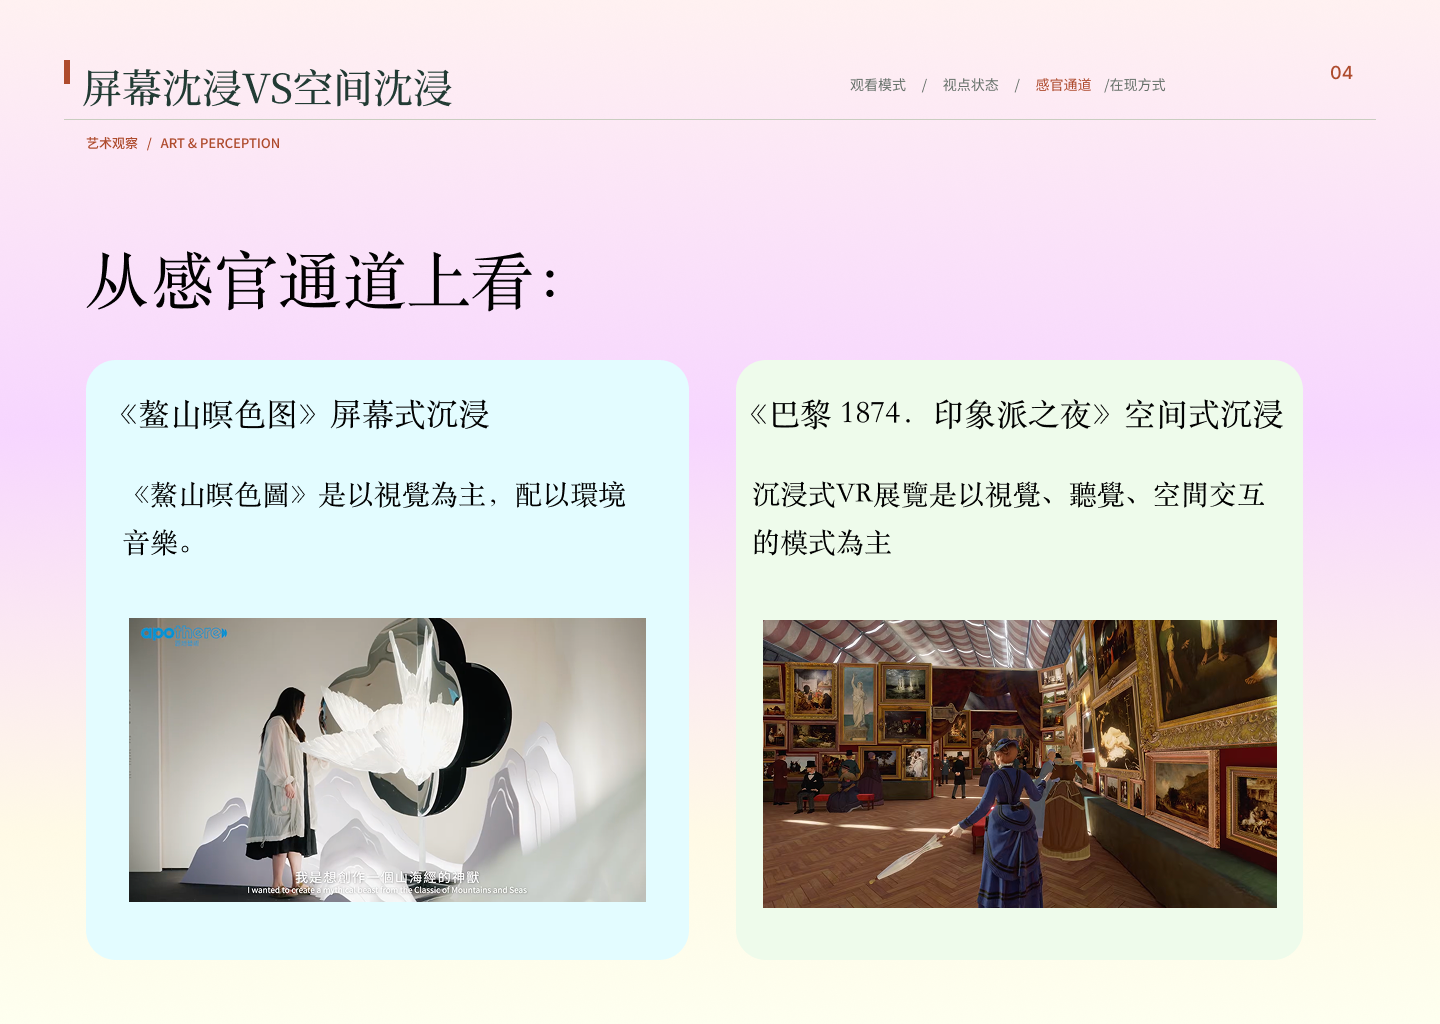 屏幕沈浸VS空间沈浸
观看模式 / 视点状态 / 感官通道 /在现方式
04
艺术观察 / ART & PERCEPTION
从感官通道上看：
《鳌山暝色图》屏幕式沉浸
《鰲山暝色圖》是以視覺為主，配以環境
音樂。
我是想創作一個山海經的神獸
I wanted to create a mythical beast from the Classic of Mountains and Seas
《巴黎 1874．印象派之夜》空间式沉浸
沉浸式VR展覽是以視覺、聽覺、空間交互
的模式為主